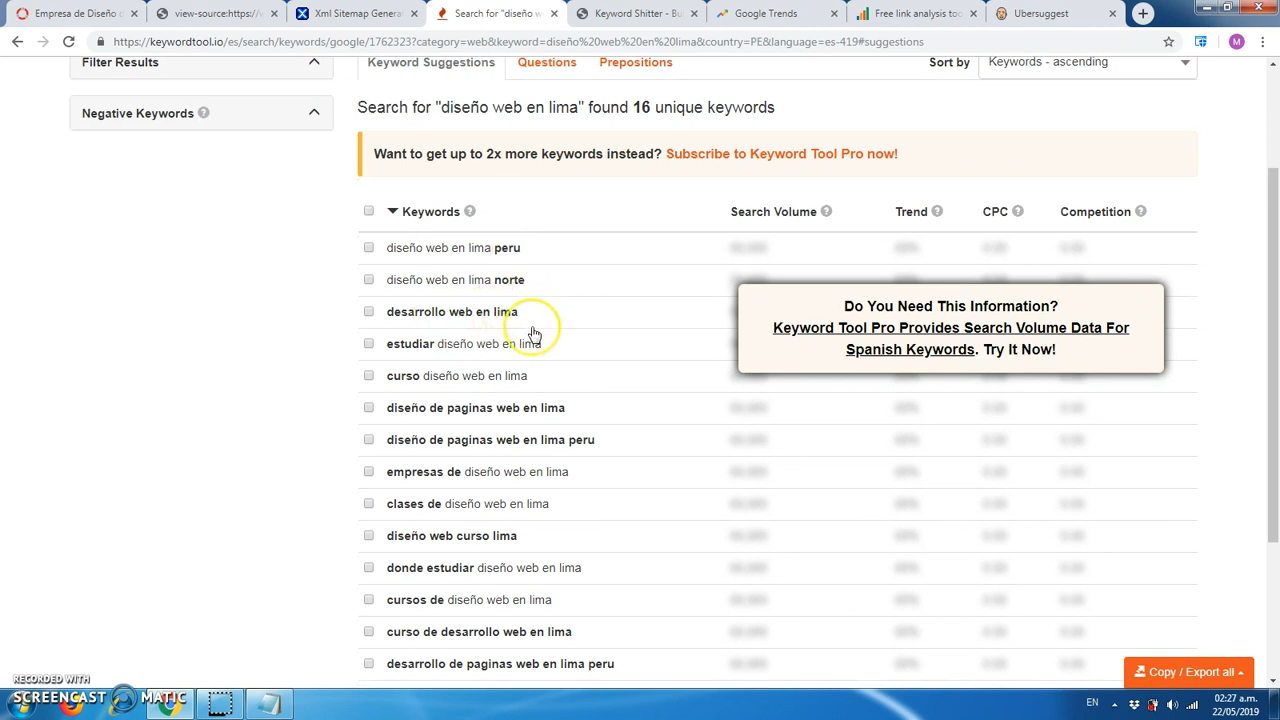 Empresa de Diseño d
view-source:https://v
Xml Sitemap Genera
Search for "diseño w
Keyword Shitter - Bu
Google Trends
Free link analysis too
Ubersuggest
https://keywordtool.io/es/search/keywords/google/1762323?category=web&keyword=diseño%20web%20en%20lima&country=PE&language=es-419#suggestions
M
Filter Results
Negative Keywords
Keyword Suggestions
Questions
Prepositions
Sort by
Keywords - ascending
Search for "diseño web en lima" found 16 unique keywords
Want to get up to 2x more keywords instead? Subscribe to Keyword Tool Pro now!
Keywords
Search Volume
Trend
CPC
Competition
diseño web en lima peru
diseño web en lima norte
desarrollo web en lima
estudiar diseño web en lima
curso diseño web en lima
diseño de paginas web en lima
diseño de paginas web en lima peru
empresas de diseño web en lima
clases de diseño web en lima
diseño web curso lima
donde estudiar diseño web en lima
cursos de diseño web en lima
curso de desarrollo web en lima
desarrollo de paginas web en lima peru
Do You Need This Information?
Keyword Tool Pro Provides Search Volume Data For
Spanish Keywords. Try It Now!
Copy / Export all
RECORDED WITH
SCREENCAST MATIC
EN
02:27 a.m.
22/05/2019